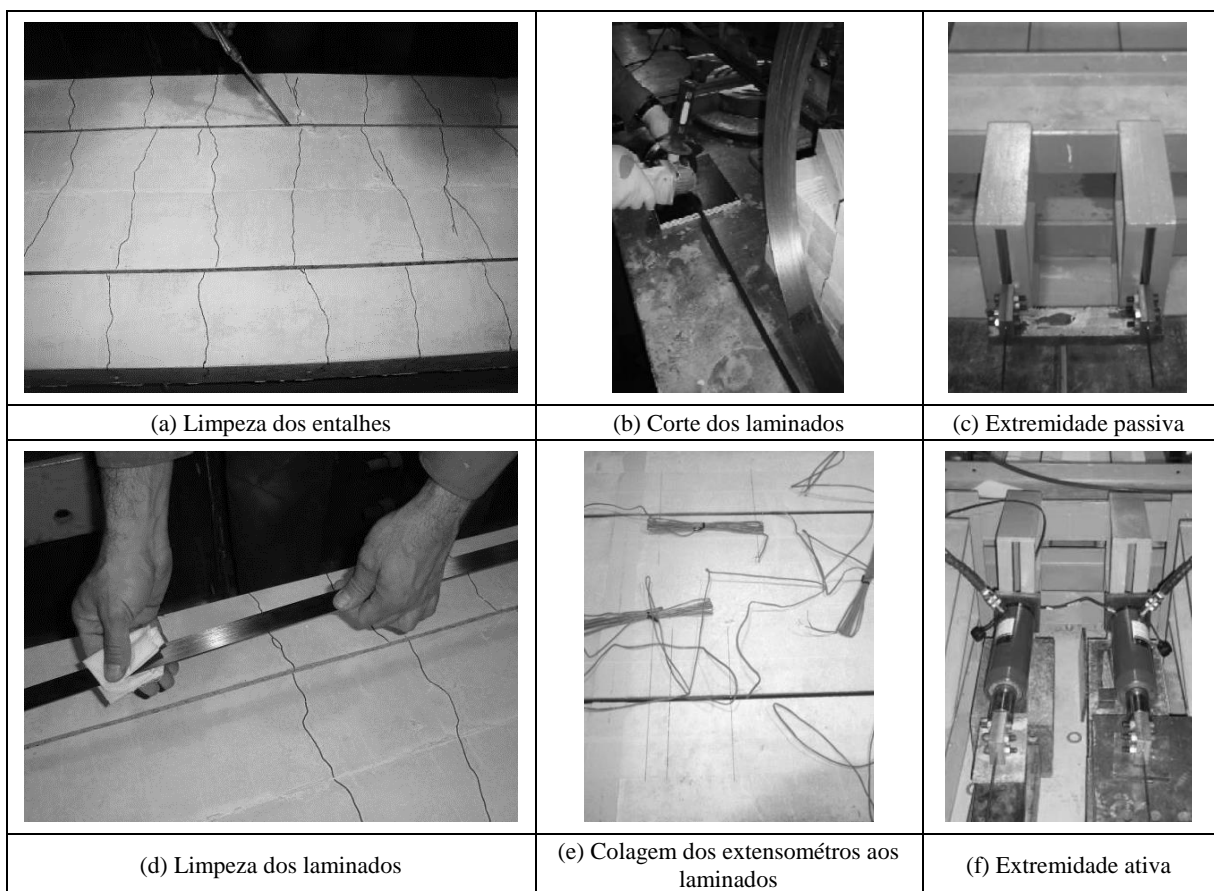 (a) Limpeza dos entalhes
(b) Corte dos laminados
(c) Extremidade passiva
(d) Limpeza dos laminados
(e) Colagem dos extensométros aos
laminados
(f) Extremidade ativa